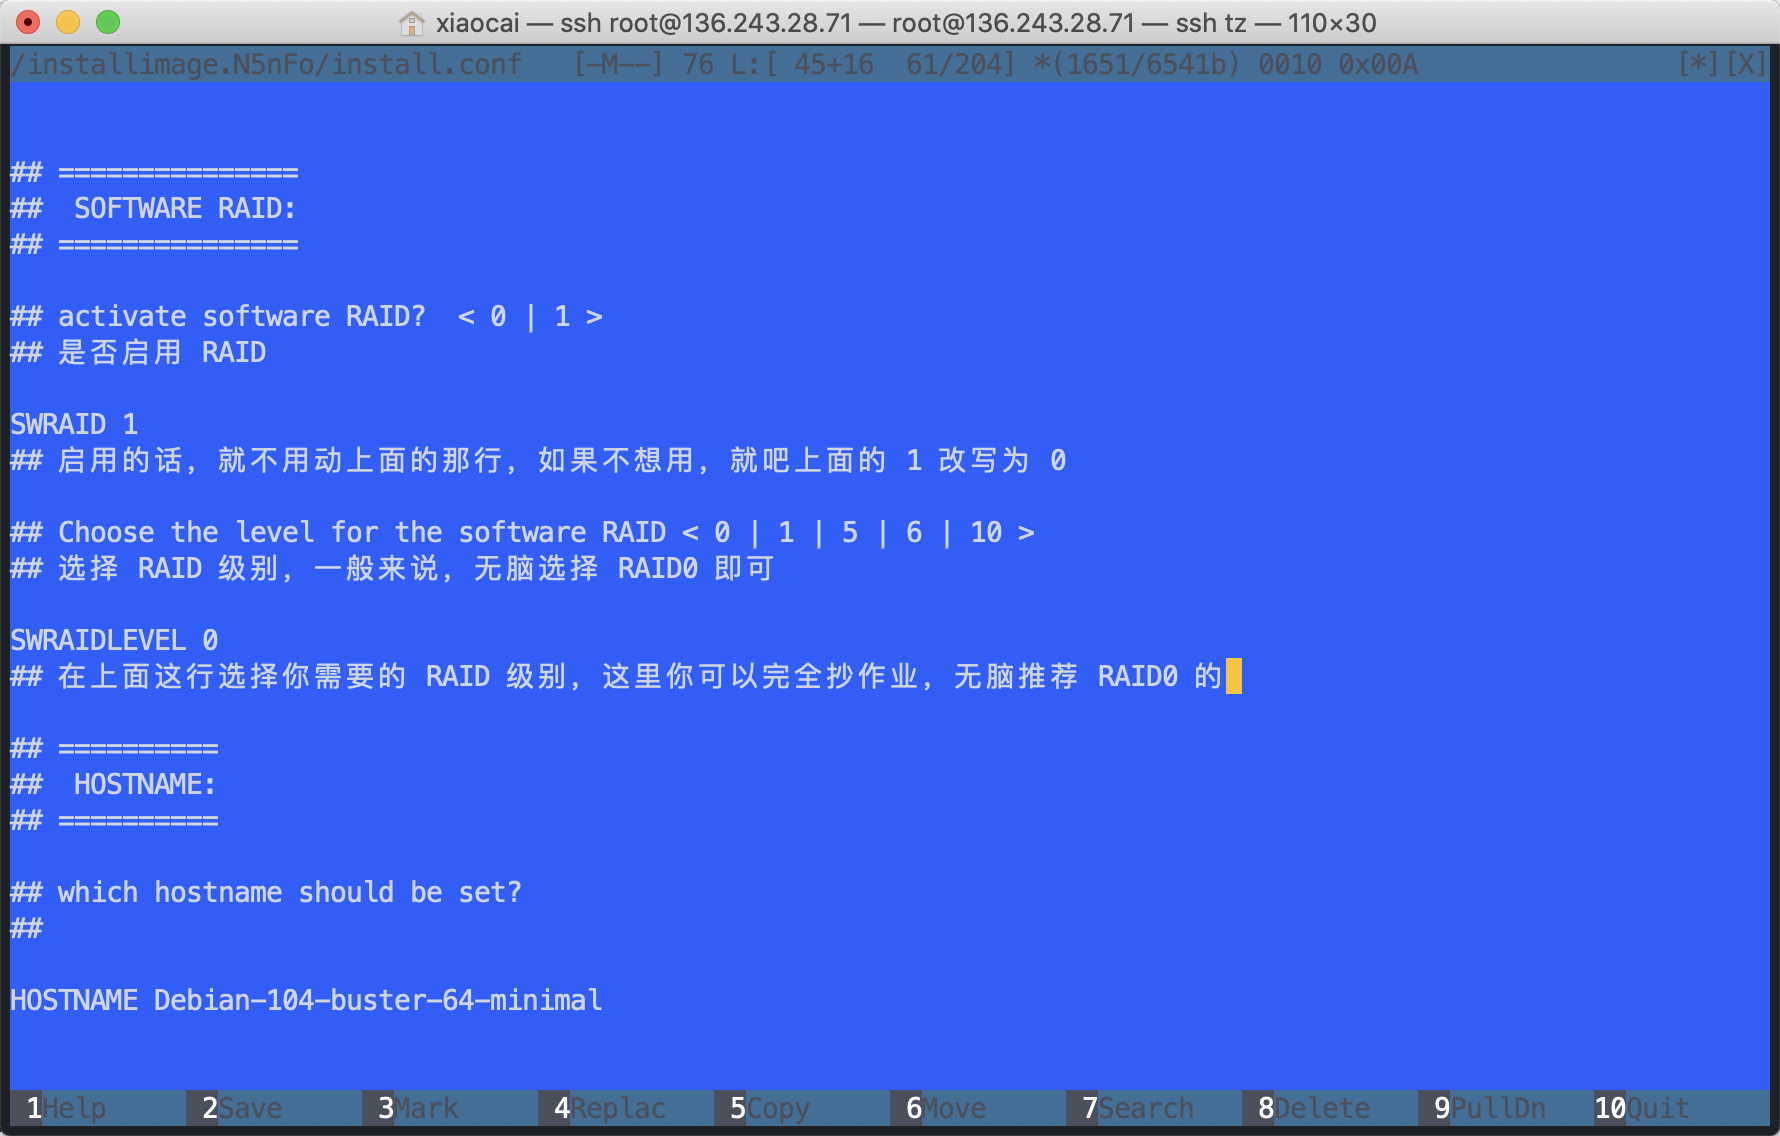 xiaocai — ssh root@136.243.28.71 — root@136.243.28.71 — ssh tz — 110×30
/installimage.N5nFo/install.conf   [-M--] 76 L:[ 45+16  61/204] *(1651/6541b) 0010 0x00A   [*][X]
## ===============
##  SOFTWARE RAID:
## ===============
## activate software RAID?  < 0 | 1 >
## 是否启用 RAID
SWRAID 1
## 启用的话，就不用动上面的那行，如果不想用，就吧上面的 1 改写为 0
## Choose the level for the software RAID < 0 | 1 | 5 | 6 | 10 >
## 选择 RAID 级别，一般来说，无脑选择 RAID0 即可
SWRAIDLEVEL 0
## 在上面这行选择你需要的 RAID 级别，这里你可以完全抄作业，无脑推荐 RAID0 的
## ==========
##  HOSTNAME:
## ==========
## which hostname should be set?
##
HOSTNAME Debian-104-buster-64-minimal
1Help 2Save 3Mark 4Replac 5Copy 6Move 7Search 8Delete 9PullDn 10Quit